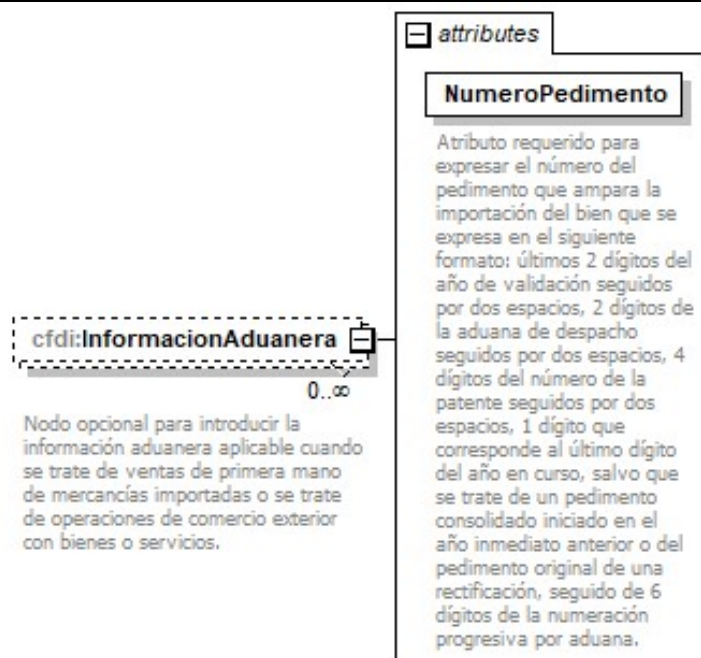 attributes
NumeroPedimento
Atributo requerido para
expresar el número del
pedimento que ampara la
importación del bien que se
expresa en el siguiente
formato: últimos 2 dígitos del
año de validación seguidos
por dos espacios, 2 dígitos de
la aduana de despacho
seguidos por dos espacios, 4
dígitos del número de la
patente seguidos por dos
espacios, 1 dígito que
corresponde al último dígito
del año en curso, salvo que
se trate de un pedimento
consolidado iniciado en el
año inmediato anterior o del
pedimento original de una
rectificación, seguido de 6
dígitos de la numeración
progresiva por aduana.
cfdi:InformacionAduanera
0..∞
Nodo opcional para introducir la
información aduanera aplicable cuando
se trate de ventas de primera mano
de mercancías importadas o se trate
de operaciones de comercio exterior
con bienes o servicios.